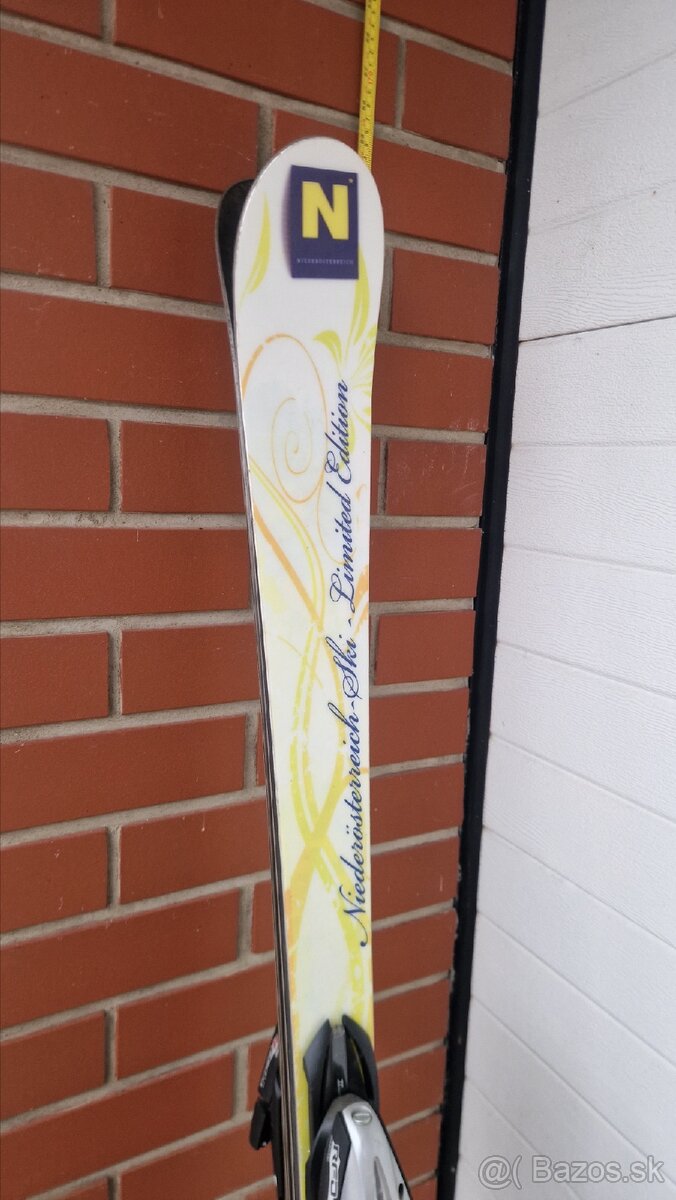 N
NIEDERÖSTERREICH
Niederösterreich-Ski - Limited Edition
@( Bazos.sk